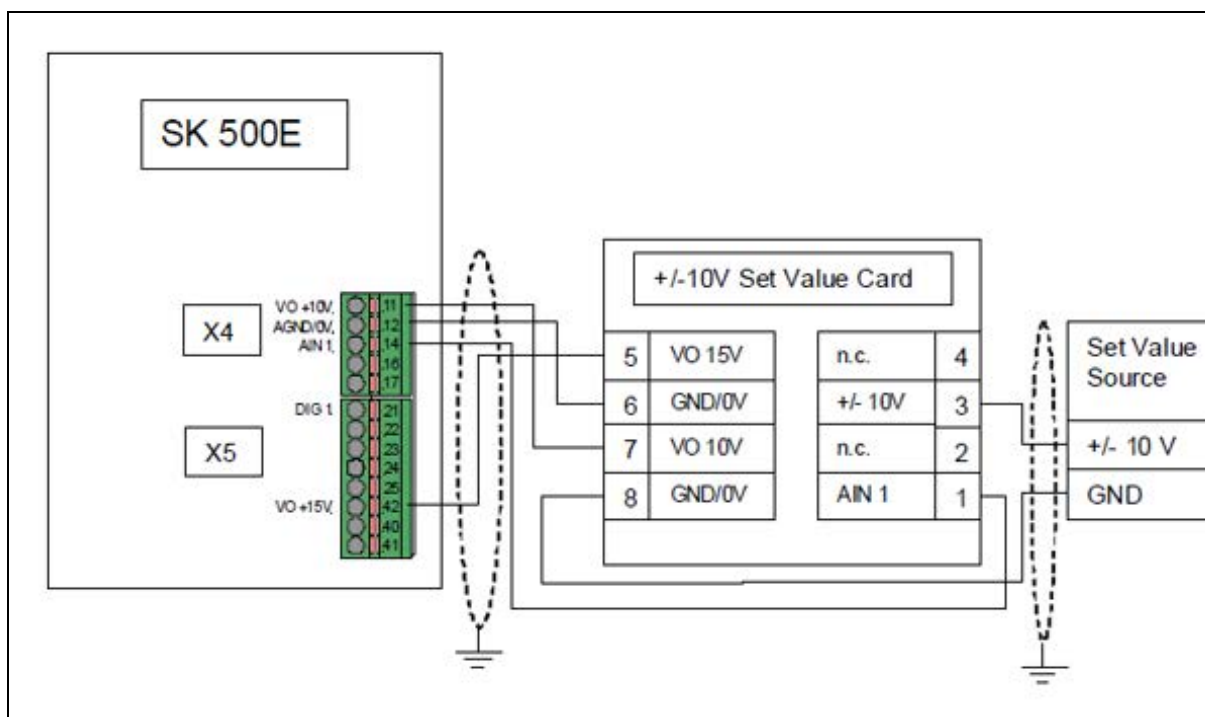 SK 500E
X4
X5
VO +10V,
AGND/0V,
AIN 1,
DIG 1
VO +15V,
.11
.12
.14
.16
.17
21
22
.23
.24
.25
.42
.40
.41
+/-10V Set Value Card
5 VO 15V
6 GND/0V
7 VO 10V
8 GND/0V
n.c. 4
+/- 10V 3
n.c. 2
AIN 1 1
Set Value
Source
+/- 10 V
GND